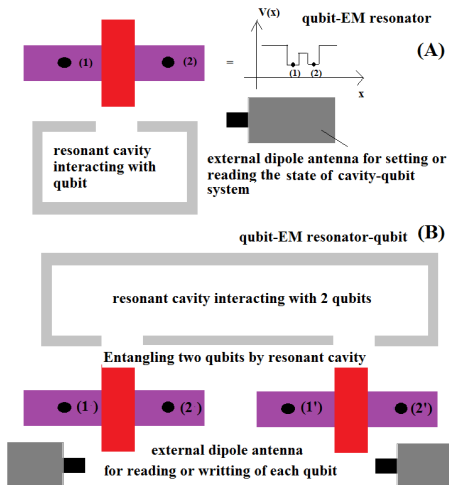 V(x)
qubit-EM resonator
(A)
(1)
(2)
=
(1)
(2)
x
resonant cavity
interacting with
qubit
external dipole antenna for setting or
reading the state of cavity-qubit
system
qubit-EM resonator-qubit
(B)
resonant cavity interacting with 2 qubits
Entangling two qubits by resonant cavity
(1 )
(2 )
(1')
(2')
external dipole antenna
for reading or writting of each qubit